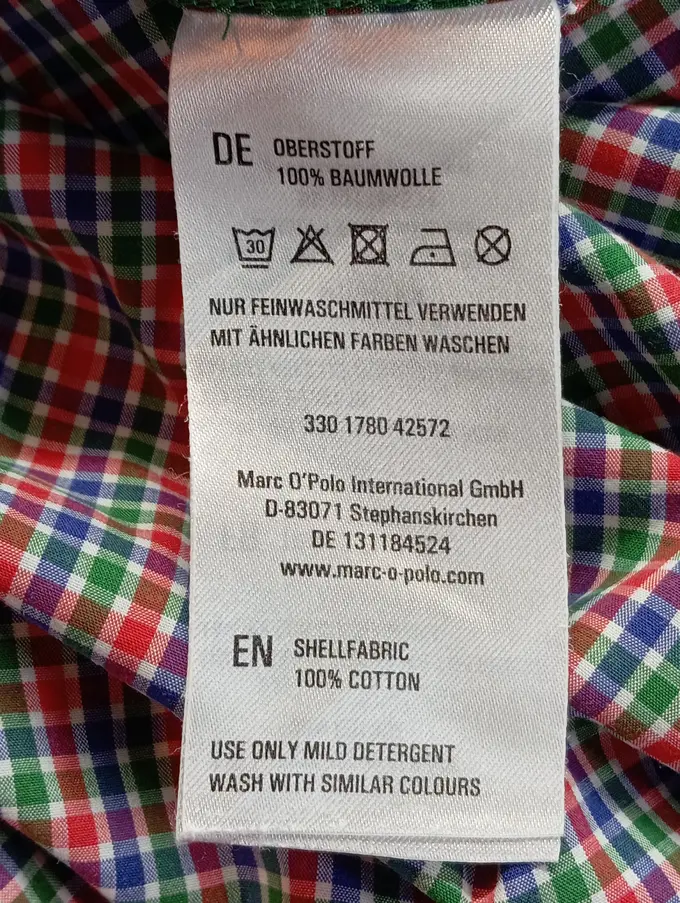 DE OBERSTOFF
100% BAUMWOLLE
30
NUR FEINWASCHMITTEL VERWENDEN
MIT ÄHNLICHEN FARBEN WASCHEN
330 1780 42572
Marc O'Polo International GmbH
D-83071 Stephanskirchen
DE 131184524
www.marc-o-polo.com
EN SHELLFABRIC
100% COTTON
USE ONLY MILD DETERGENT
WASH WITH SIMILAR COLOURS